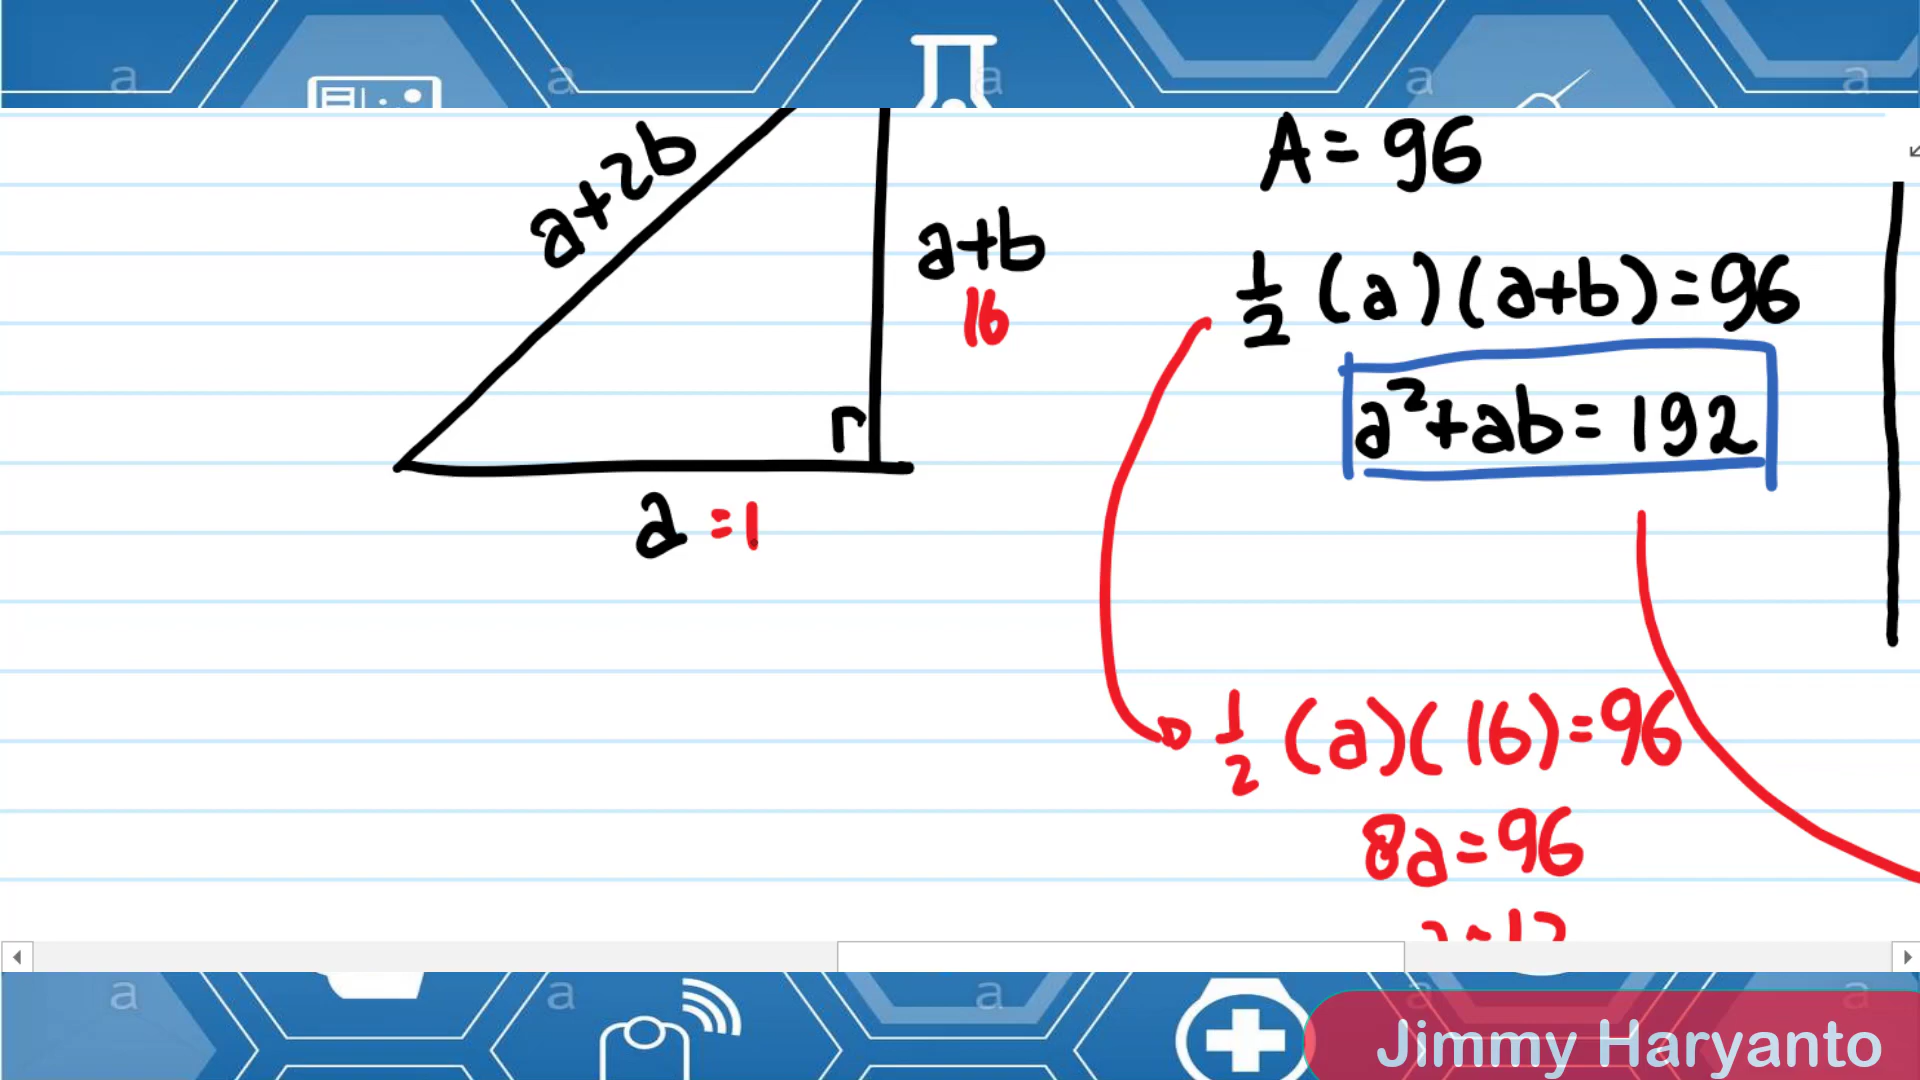 a a a a a
A = 96
a+2b
a+b
16
½ (a)(a+b) = 96
a²+ab = 192
a = 1
½ (a)(16) = 96
8a = 96
a a a a a
Jimmy Haryanto